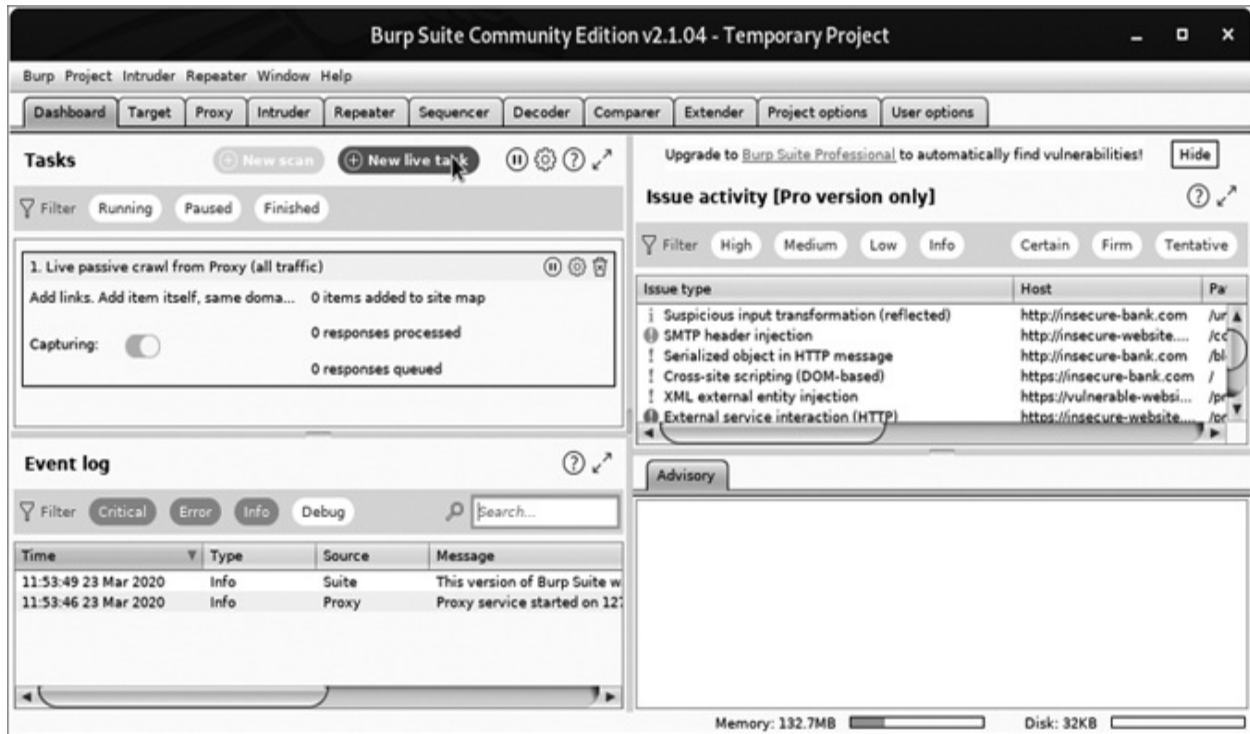 Burp Suite Community Edition v2.1.04 - Temporary Project
Burp Project Intruder Repeater Window Help
Dashboard Target Proxy Intruder Repeater Sequencer Decoder Comparer Extender Project options User options
Tasks
New scan
New live task
Filter Running Paused Finished
1. Live passive crawl from Proxy (all traffic)
Add links. Add item itself, same doma... 0 items added to site map
0 responses processed
Capturing:
0 responses queued
Event log
Filter Critical Error Info Debug Search...
Time Type Source Message
11:53:49 23 Mar 2020 Info Suite This version of Burp Suite w
11:53:46 23 Mar 2020 Info Proxy Proxy service started on 127
Upgrade to Burp Suite Professional to automatically find vulnerabilities! Hide
Issue activity [Pro version only]
Filter High Medium Low Info Certain Firm Tentative
Issue type Host Pa
Suspicious input transformation (reflected) http://insecure-bank.com /ur
SMTP header injection http://insecure-website.... /cc
Serialized object in HTTP message http://insecure-bank.com /bl
Cross-site scripting (DOM-based) https://insecure-bank.com /
XML external entity injection https://vulnerable-websi... /pr
External service interaction (HTTP) https://insecure-website....
Advisory
Memory: 132.7MB Disk: 32KB